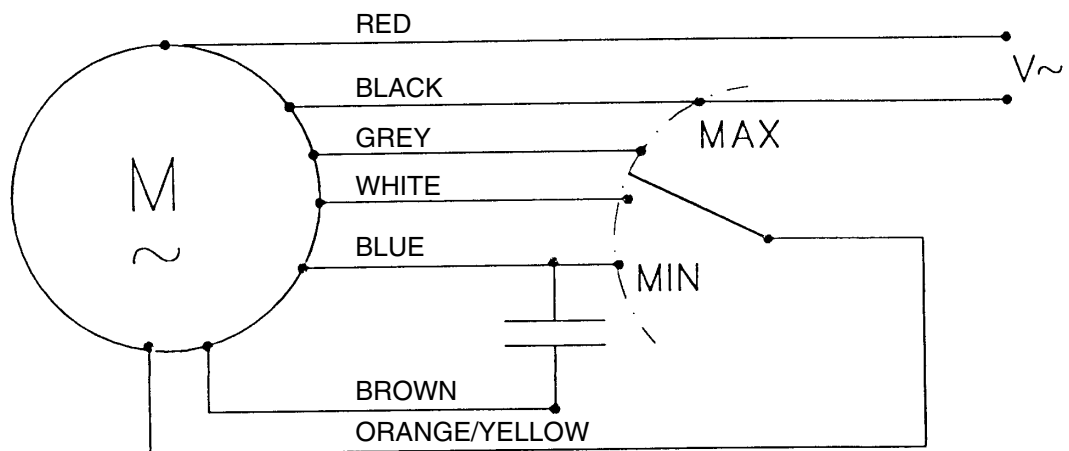 RED
V~
BLACK
MAX
GREY
M
~
WHITE
BLUE
MIN
BROWN
ORANGE/YELLOW